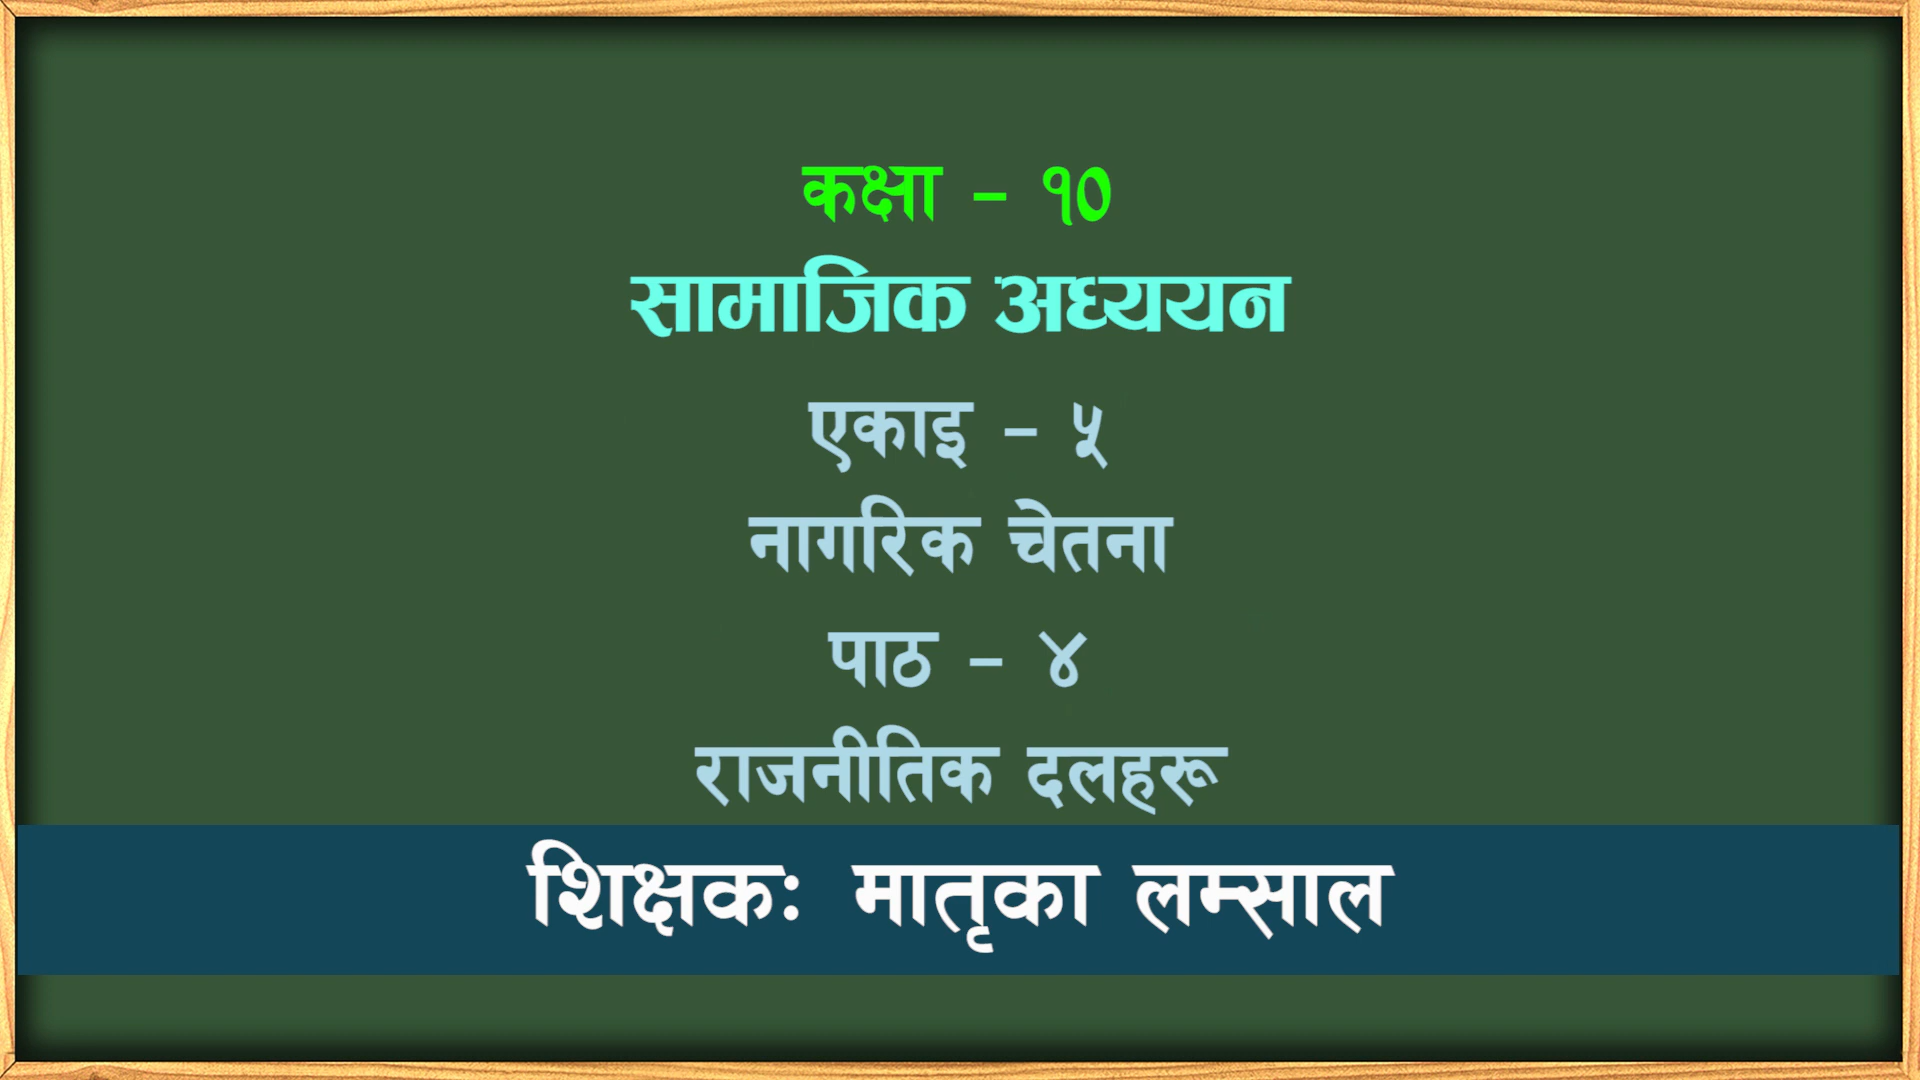 कक्षा – १०
सामाजिक अध्ययन
एकाइ – ५
नागरिक चेतना
पाठ – ४
राजनीतिक दलहरू
शिक्षकः मातृका लम्साल